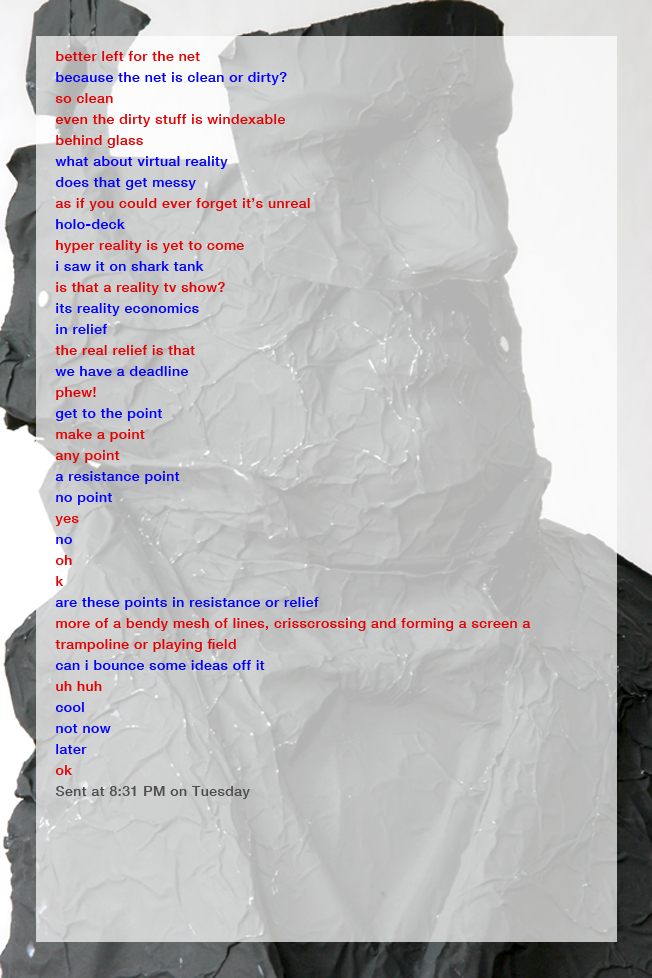 better left for the net
because the net is clean or dirty?
so clean
even the dirty stuff is windexable
behind glass
what about virtual reality
does that get messy
as if you could ever forget it's unreal
holo-deck
hyper reality is yet to come
i saw it on shark tank
is that a reality tv show?
its reality economics
in relief
the real relief is that
we have a deadline
phew!
get to the point
make a point
any point
a resistance point
no point
yes
no
oh
k
are these points in resistance or relief
more of a bendy mesh of lines, crisscrossing and forming a screen a
trampoline or playing field
can i bounce some ideas off it
uh huh
cool
not now
later
ok
Sent at 8:31 PM on Tuesday